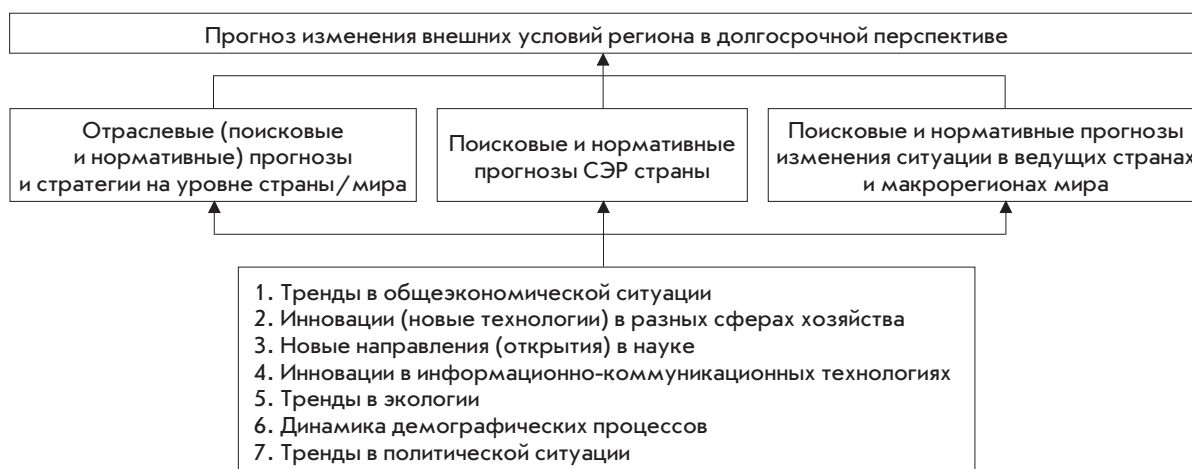 Прогноз изменения внешних условий региона в долгосрочной перспективе
Отраслевые (поисковые
и нормативные) прогнозы
и стратегии на уровне страны/мира
Поисковые и нормативные
прогнозы СЭР страны
Поисковые и нормативные прогнозы
изменения ситуации в ведущих странах
и макрорегионах мира
1. Тренды в общеэкономической ситуации
2. Инновации (новые технологии) в разных сферах хозяйства
3. Новые направления (открытия) в науке
4. Инновации в информационно-коммуникационных технологиях
5. Тренды в экологии
6. Динамика демографических процессов
7. Тренды в политической ситуации